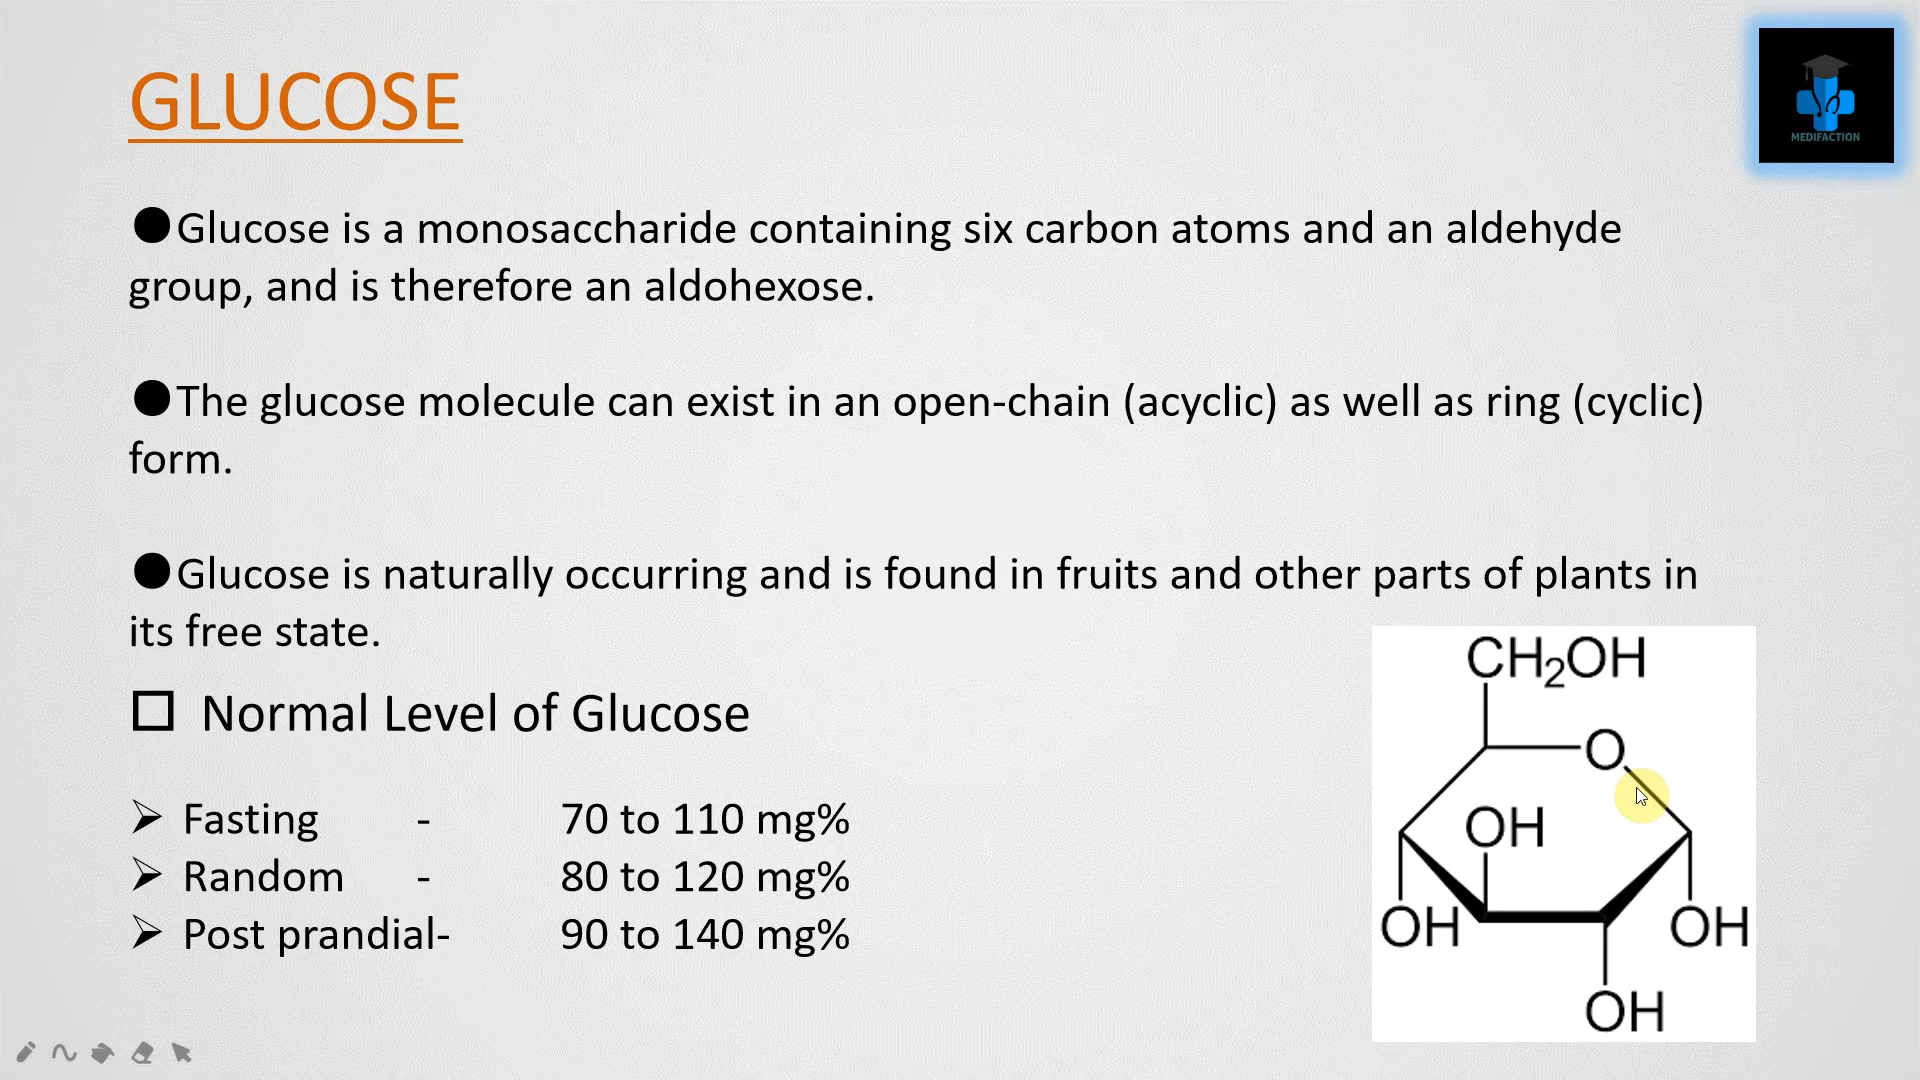 GLUCOSE
MEDIFACTION
●Glucose is a monosaccharide containing six carbon atoms and an aldehyde
group, and is therefore an aldohexose.
●The glucose molecule can exist in an open-chain (acyclic) as well as ring (cyclic)
form.
●Glucose is naturally occurring and is found in fruits and other parts of plants in
its free state.
☐ Normal Level of Glucose
➢ Fasting - 70 to 110 mg%
➢ Random - 80 to 120 mg%
➢ Post prandial- 90 to 140 mg%
CH₂OH
O
OH
OH OH
OH